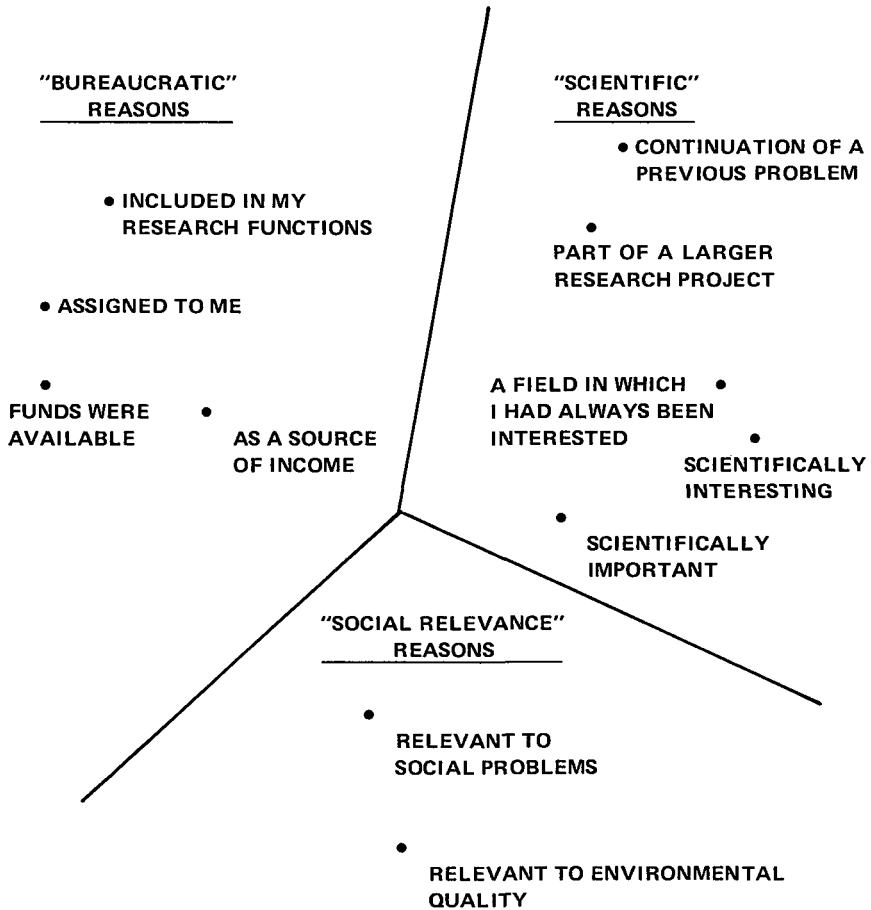 "BUREAUCRATIC"
REASONS
• INCLUDED IN MY
RESEARCH FUNCTIONS
• ASSIGNED TO ME
•
FUNDS WERE
AVAILABLE
•
AS A SOURCE
OF INCOME
"SCIENTIFIC"
REASONS
• CONTINUATION OF A
PREVIOUS PROBLEM
•
PART OF A LARGER
RESEARCH PROJECT
A FIELD IN WHICH •
I HAD ALWAYS BEEN
INTERESTED
•
SCIENTIFICALLY
INTERESTING
•
SCIENTIFICALLY
IMPORTANT
"SOCIAL RELEVANCE"
REASONS
•
RELEVANT TO
SOCIAL PROBLEMS
•
RELEVANT TO ENVIRONMENTAL
QUALITY